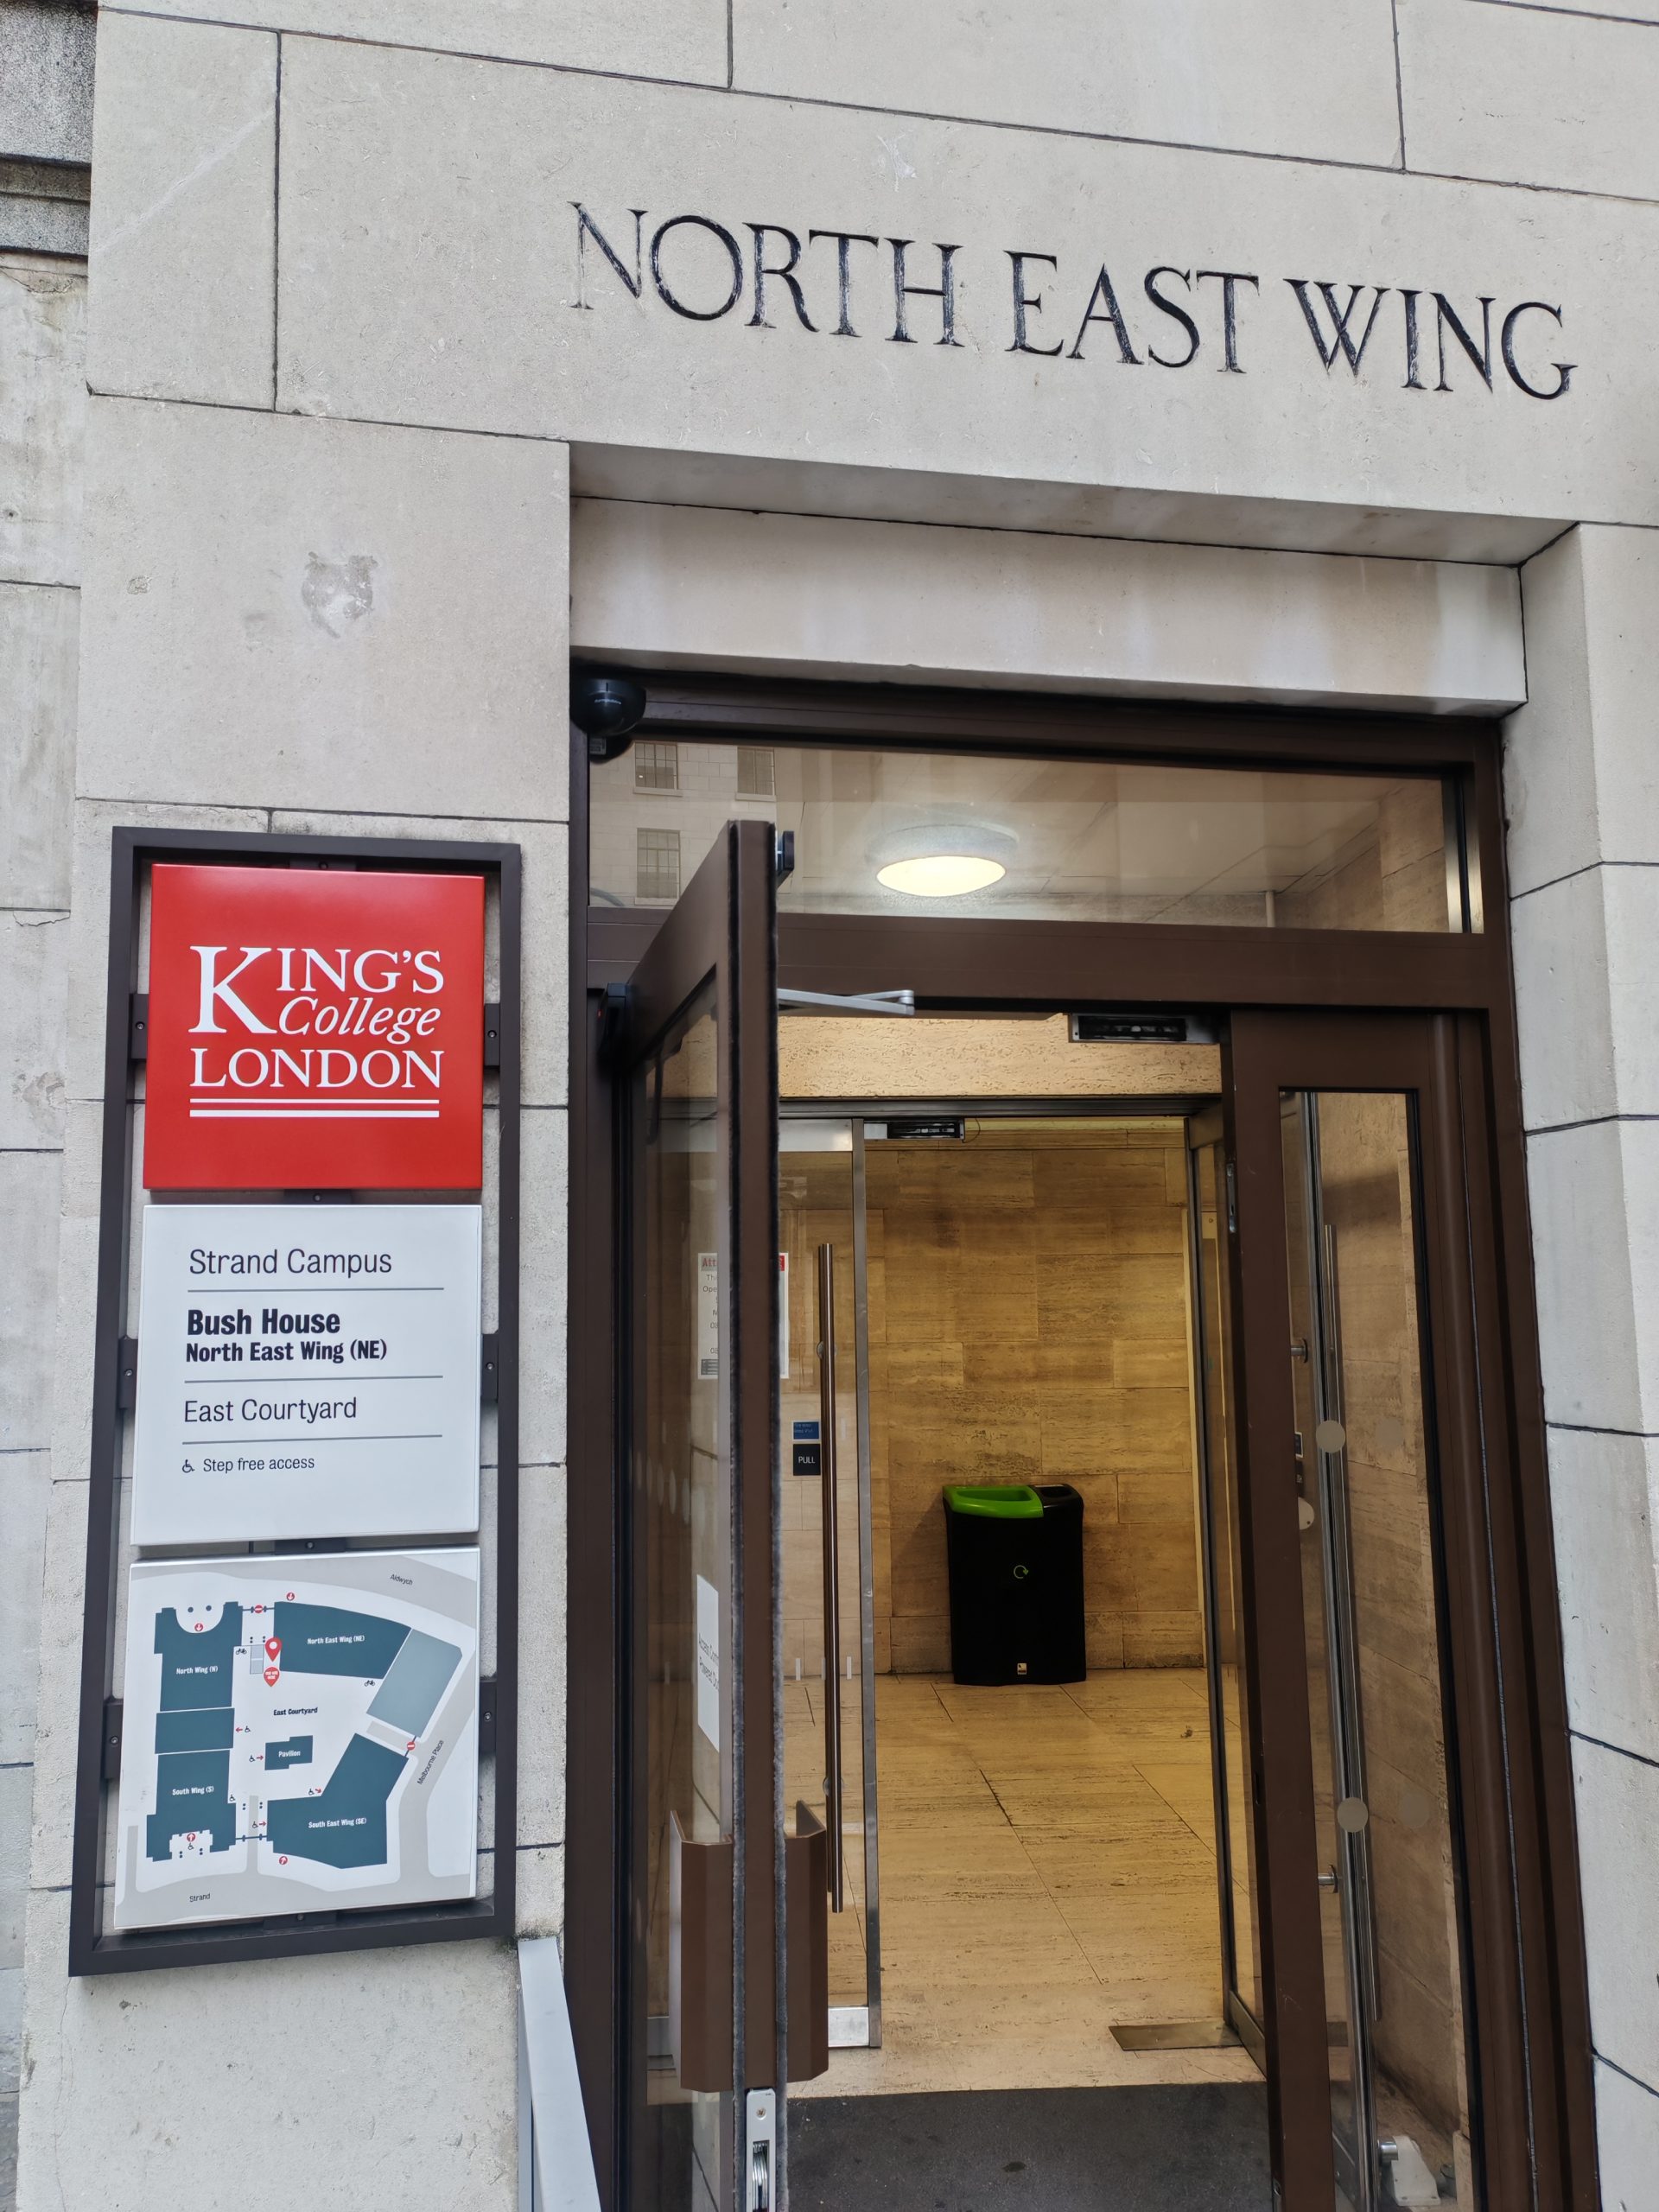 NORTH EAST WING
KING'S
College
LONDON
Strand Campus
Bush House
North East Wing (NE)
East Courtyard
Step free access
PULL
Aldwych
North East Wing (NE)
North Wing (N)
East Courtyard
Pavilion
Melbourne Place
South Wing (S)
South East Wing (SE)
Strand